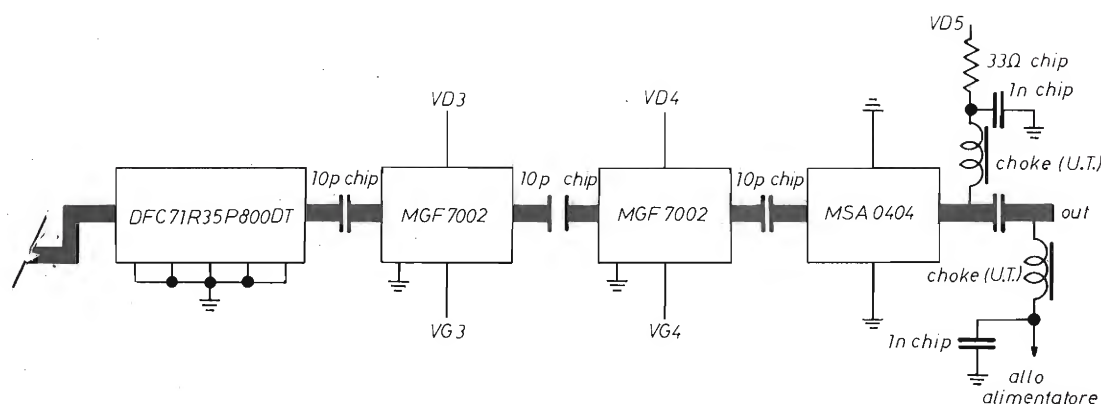 VD5
33Ω chip
1n chip
VD3
VD4
choke (U.T.)
10p chip
10p chip
10p chip
DFC71R35P800DT
MGF7002
MGF7002
MSA0404
out
choke (U.T.)
VG3
VG4
1n chip
allo
alimentatore